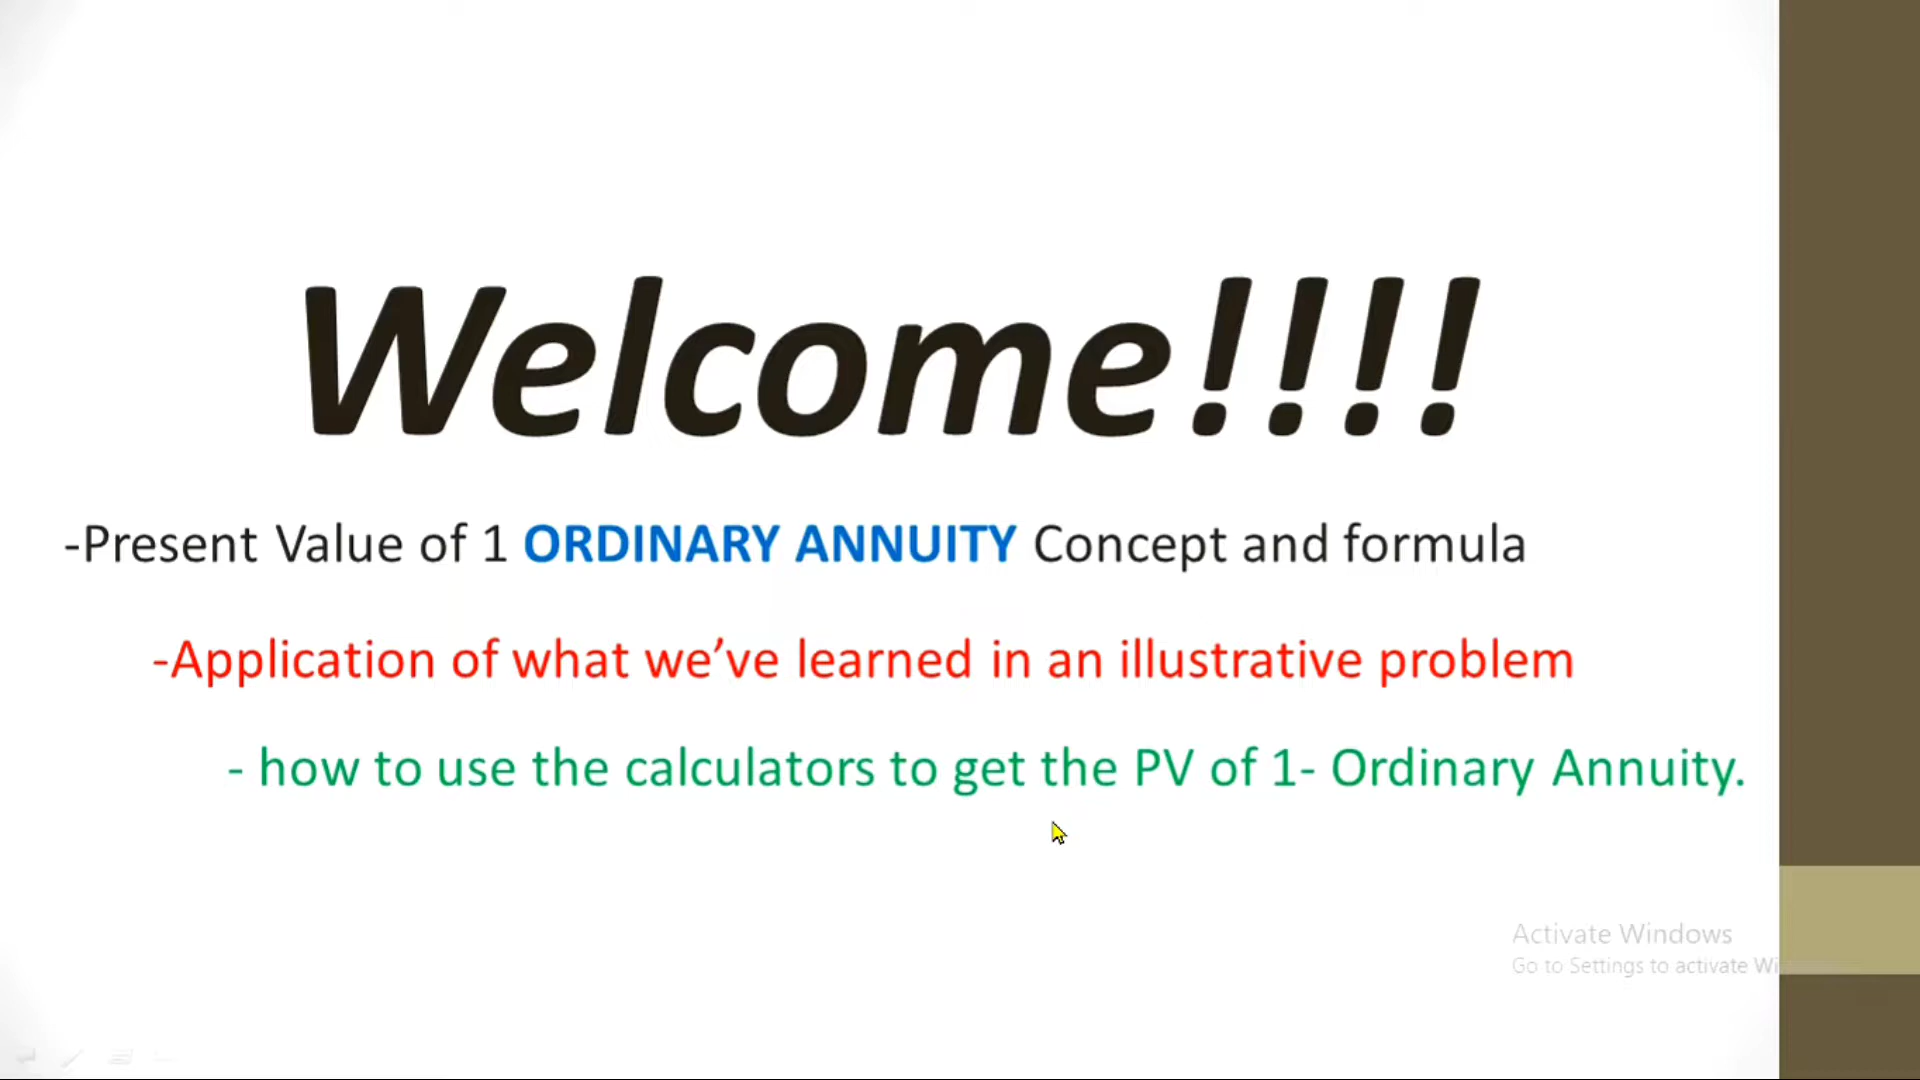 Welcome!!!!
-Present Value of 1 ORDINARY ANNUITY Concept and formula
-Application of what we’ve learned in an illustrative problem
- how to use the calculators to get the PV of 1- Ordinary Annuity.
Activate Windows
Go to Settings to activate